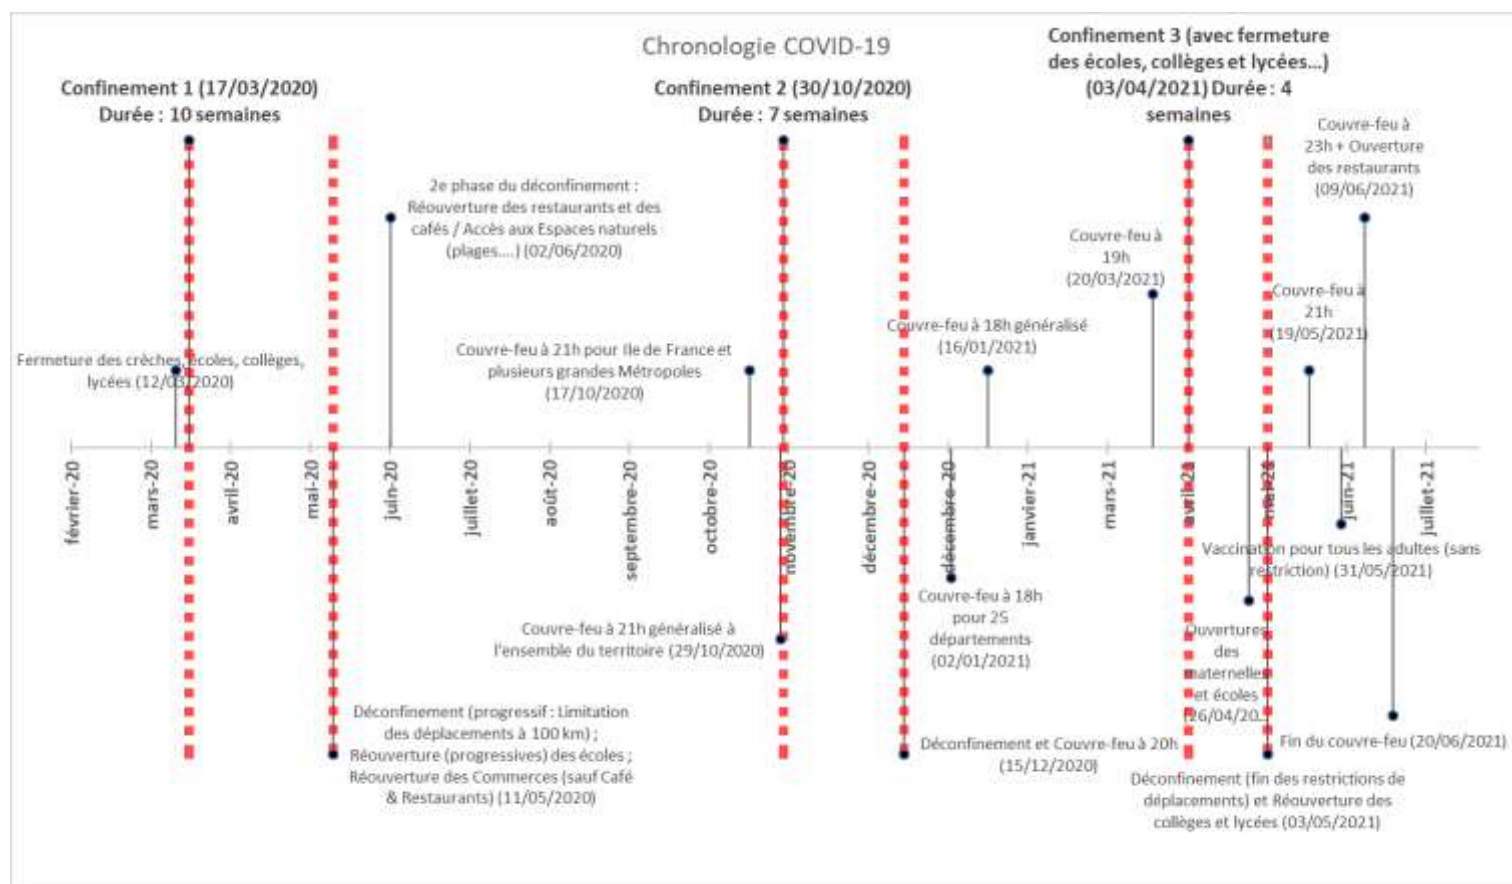 Chronologie COVID-19
Confinement 1 (17/03/2020)
Durée : 10 semaines
Confinement 2 (30/10/2020)
Durée : 7 semaines
Confinement 3 (avec fermeture
des écoles, collèges et lycées...)
(03/04/2021) Durée : 4
semaines
Couvre-feu à
23h + Ouverture
des restaurants
(09/06/2021)
2e phase du déconfinement :
Réouverture des restaurants et des
cafés / Accès aux Espaces naturels
(plages....) (02/06/2020)
Couvre-feu à
19h
(20/03/2021)
Couvre-feu à
21h
(19/05/2021)
Couvre-feu à 18h généralisé
(16/01/2021)
Couvre-feu à 21h pour Ile de France et
plusieurs grandes Métropoles
(17/10/2020)
Fermeture des crèches, écoles, collèges,
lycées (12/03/2020)
février-20
mars-20
avril-20
mai-20
juin-20
juillet-20
août-20
septembre-20
octobre-20
novembre-20
décembre-20
décembre-20
janvier-21
mars-21
avril-21
mai-21
juin-21
juillet-21
Vaccination pour tous les adultes (sans
restriction) (31/05/2021)
Couvre-feu à 18h
pour 25
départements
(02/01/2021)
Couvre-feu à 21h généralisé à
l'ensemble du territoire (29/10/2020)
Ouvertures
des
maternelles
et écoles
(26/04/20...
Déconfinement (progressif : Limitation
des déplacements à 100 km) ;
Réouverture (progressives) des écoles ;
Réouverture des Commerces (sauf Café
& Restaurants) (11/05/2020)
Déconfinement et Couvre-feu à 20h
(15/12/2020)
Fin du couvre-feu (20/06/2021)
Déconfinement (fin des restrictions de
déplacements) et Réouverture des
collèges et lycées (03/05/2021)